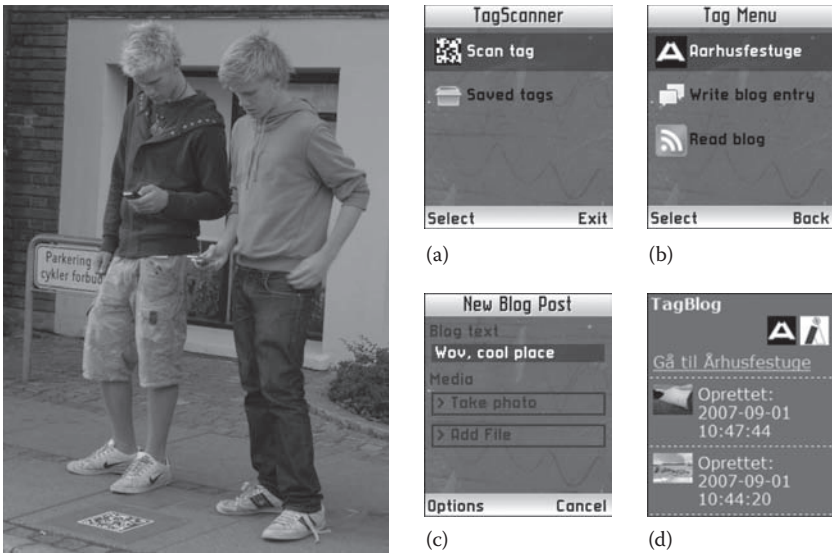 Parkering
cykler forbud
TagScanner
Scan tag
Saved tags
Select Exit
(a)
Tag Menu
Aarhusfestuge
Write blog entry
Read blog
Select Back
(b)
New Blog Post
Blog text
Wov, cool place
Media
> Take photo
> Add File
Options Cancel
(c)
TagBlog
Gå til Århusfestuge
Oprettet:
2007-09-01
10:47:44
Oprettet:
2007-09-01
10:44:20
(d)